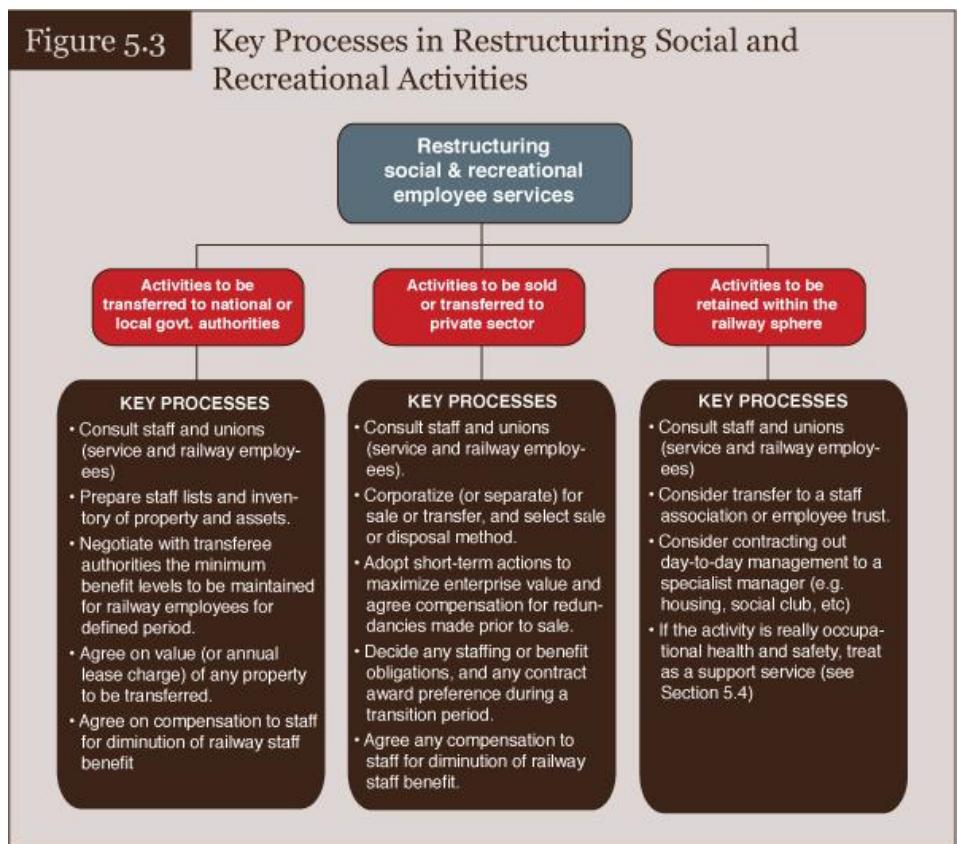 Figure 5.3
Key Processes in Restructuring Social and
Recreational Activities
Restructuring
social & recreational
employee services
Activities to be
transferred to national or
local govt. authorities
Activities to be sold
or transferred to
private sector
Activities to be
retained within the
railway sphere
KEY PROCESSES
• Consult staff and unions
(service and railway employ-
ees)
• Prepare staff lists and inven-
tory of property and assets.
• Negotiate with transferee
authorities the minimum
benefit levels to be maintained
for railway employees for
defined period.
• Agree on value (or annual
lease charge) of any property
to be transferred.
• Agree on compensation to staff
for diminution of railway staff
benefit
KEY PROCESSES
• Consult staff and unions
(service and railway employ-
ees).
• Corporatize (or separate) for
sale or transfer, and select sale
or disposal method.
• Adopt short-term actions to
maximize enterprise value and
agree compensation for redun-
dancies made prior to sale.
• Decide any staffing or benefit
obligations, and any contract
award preference during a
transition period.
• Agree any compensation to
staff for diminution of railway
staff benefit.
KEY PROCESSES
• Consult staff and unions
(service and railway employ-
ees)
• Consider transfer to a staff
association or employee trust.
• Consider contracting out
day-to-day management to a
specialist manager (e.g.
housing, social club, etc)
• If the activity is really occupa-
tional health and safety, treat
as a support service (see
Section 5.4)